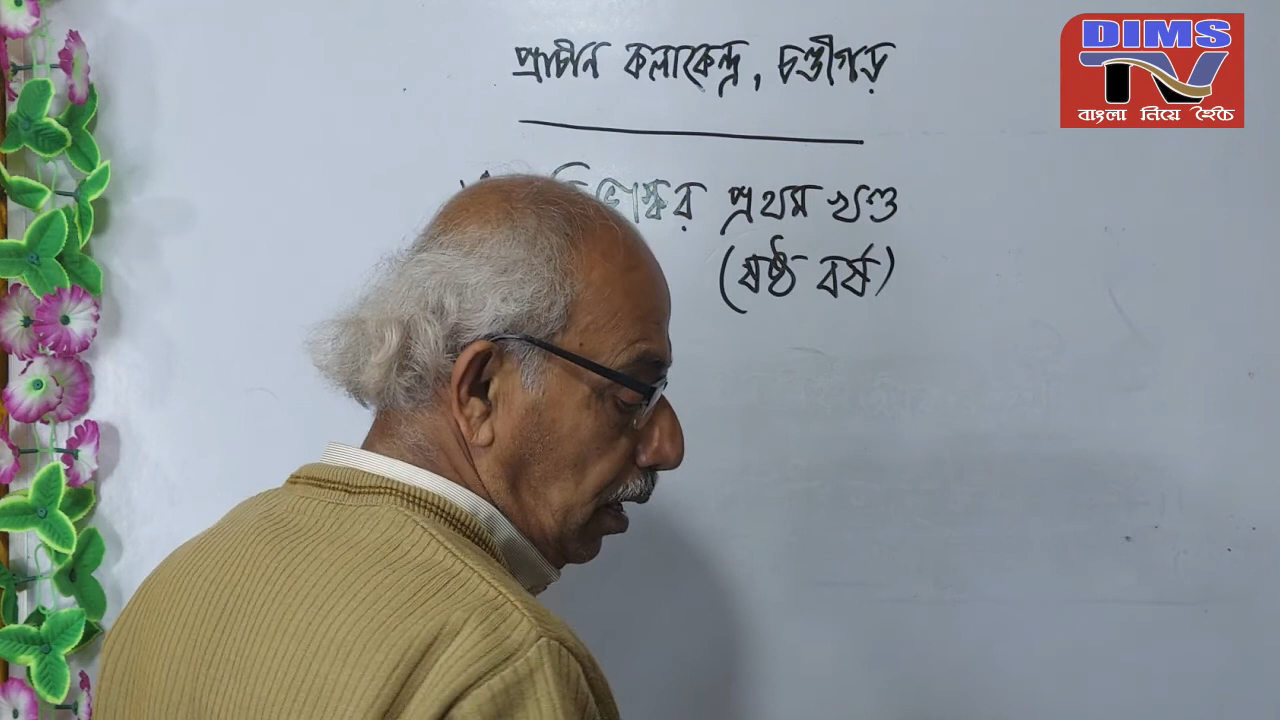 প্রাচীন কলাকেন্দ্র, চণ্ডীগড়
DIMS
TV
বাংলা নিয়ে হৈচৈ
প্রথম খণ্ড
(ষষ্ঠ বর্ষ)